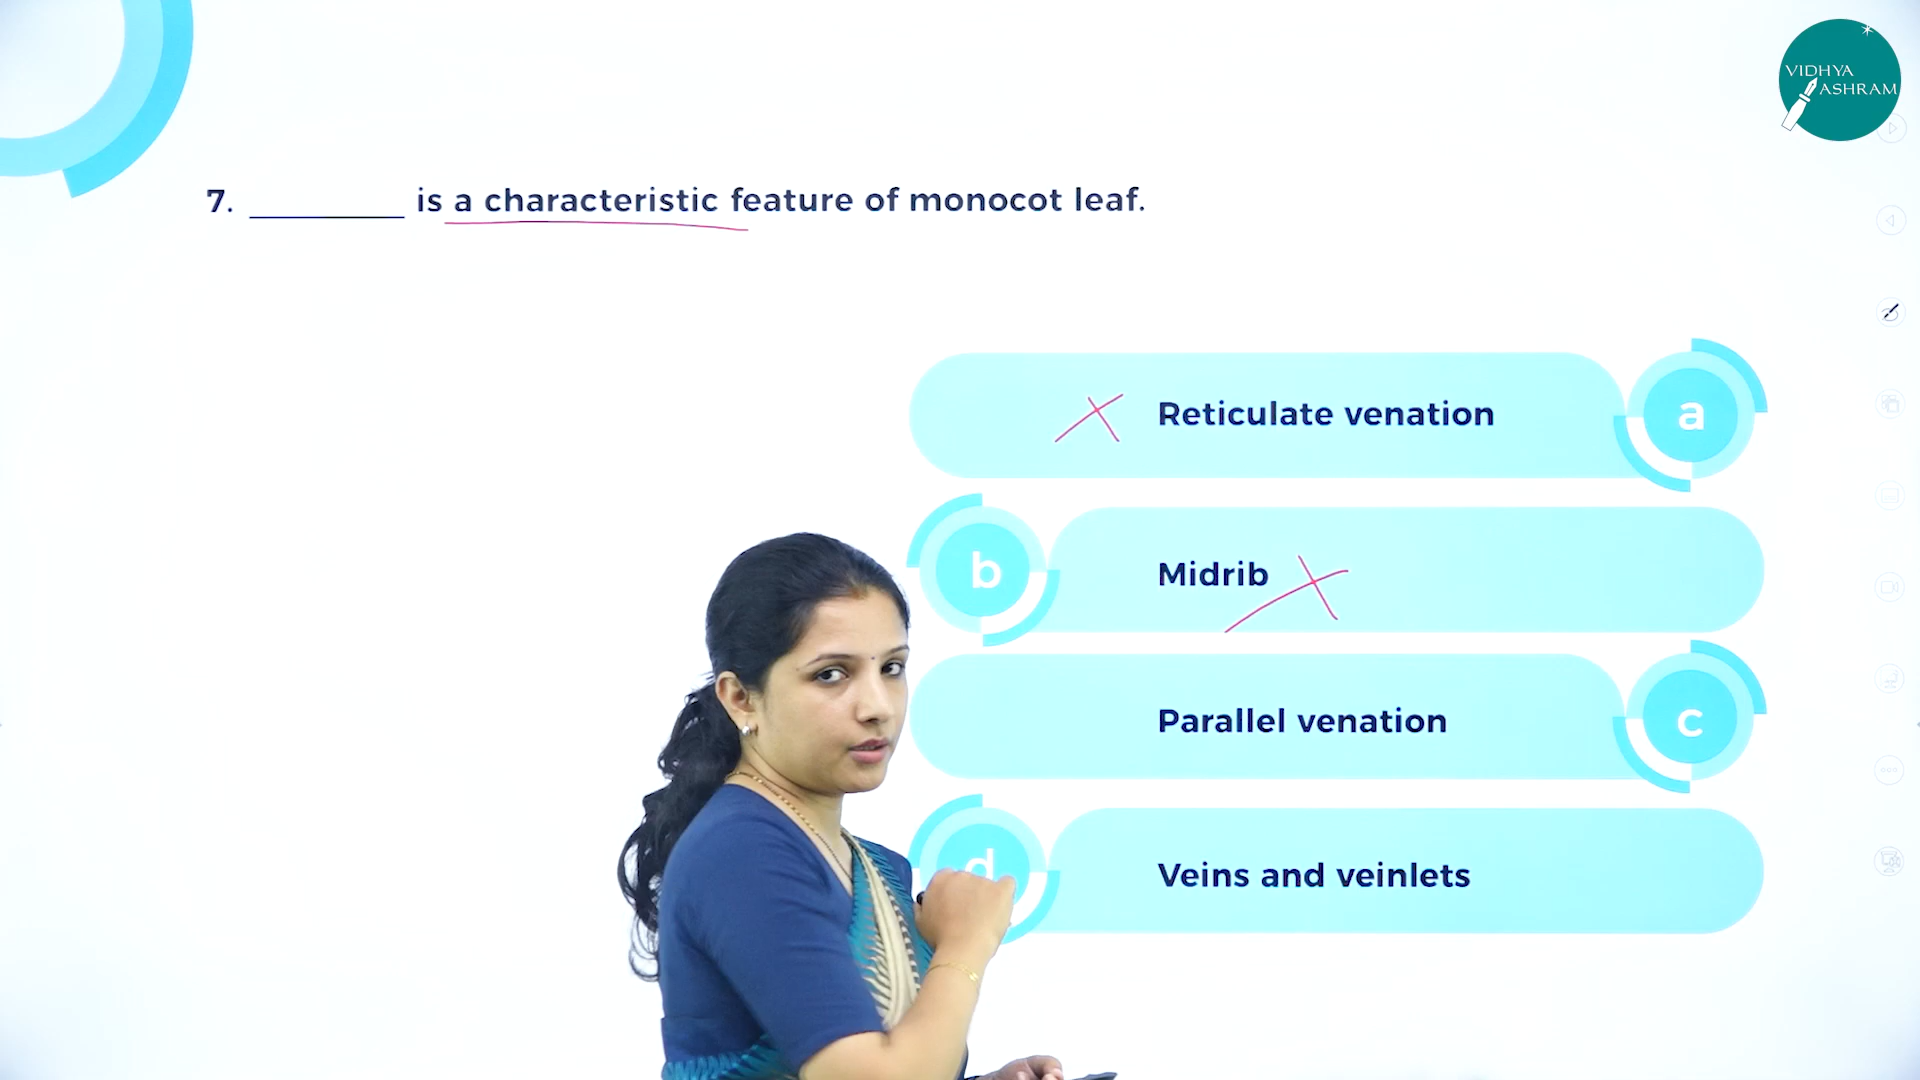 VIDHYA
ASHRAM
7. ________ is a characteristic feature of monocot leaf.
Reticulate venation a
b Midrib
Parallel venation c
d Veins and veinlets